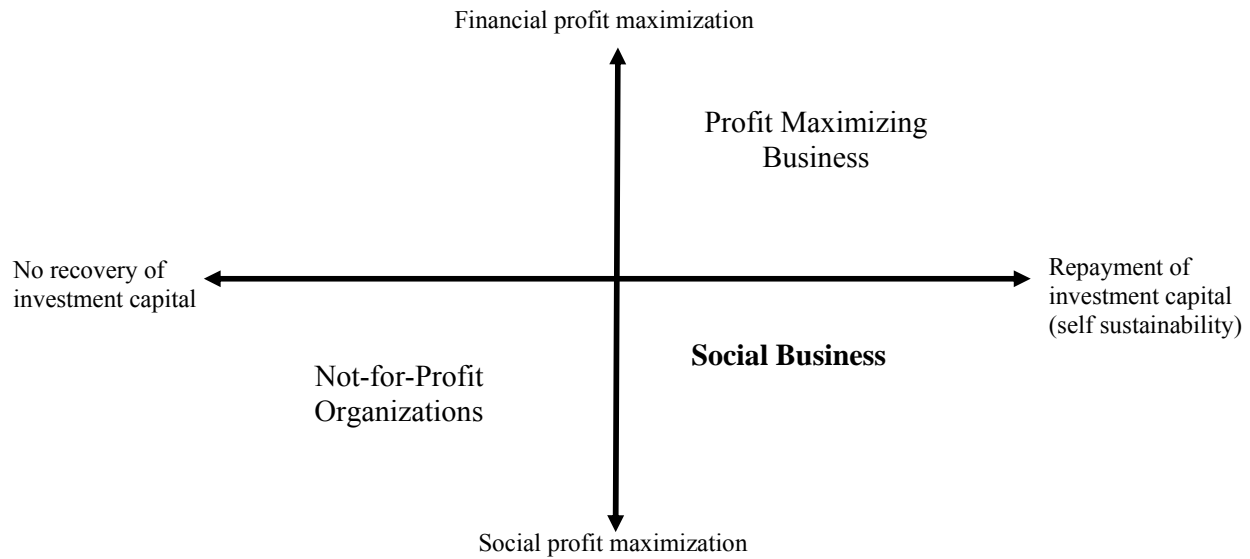 Financial profit maximization
Profit Maximizing
Business
No recovery of
investment capital
Repayment of
investment capital
(self sustainability)
Social Business
Not-for-Profit
Organizations
Social profit maximization